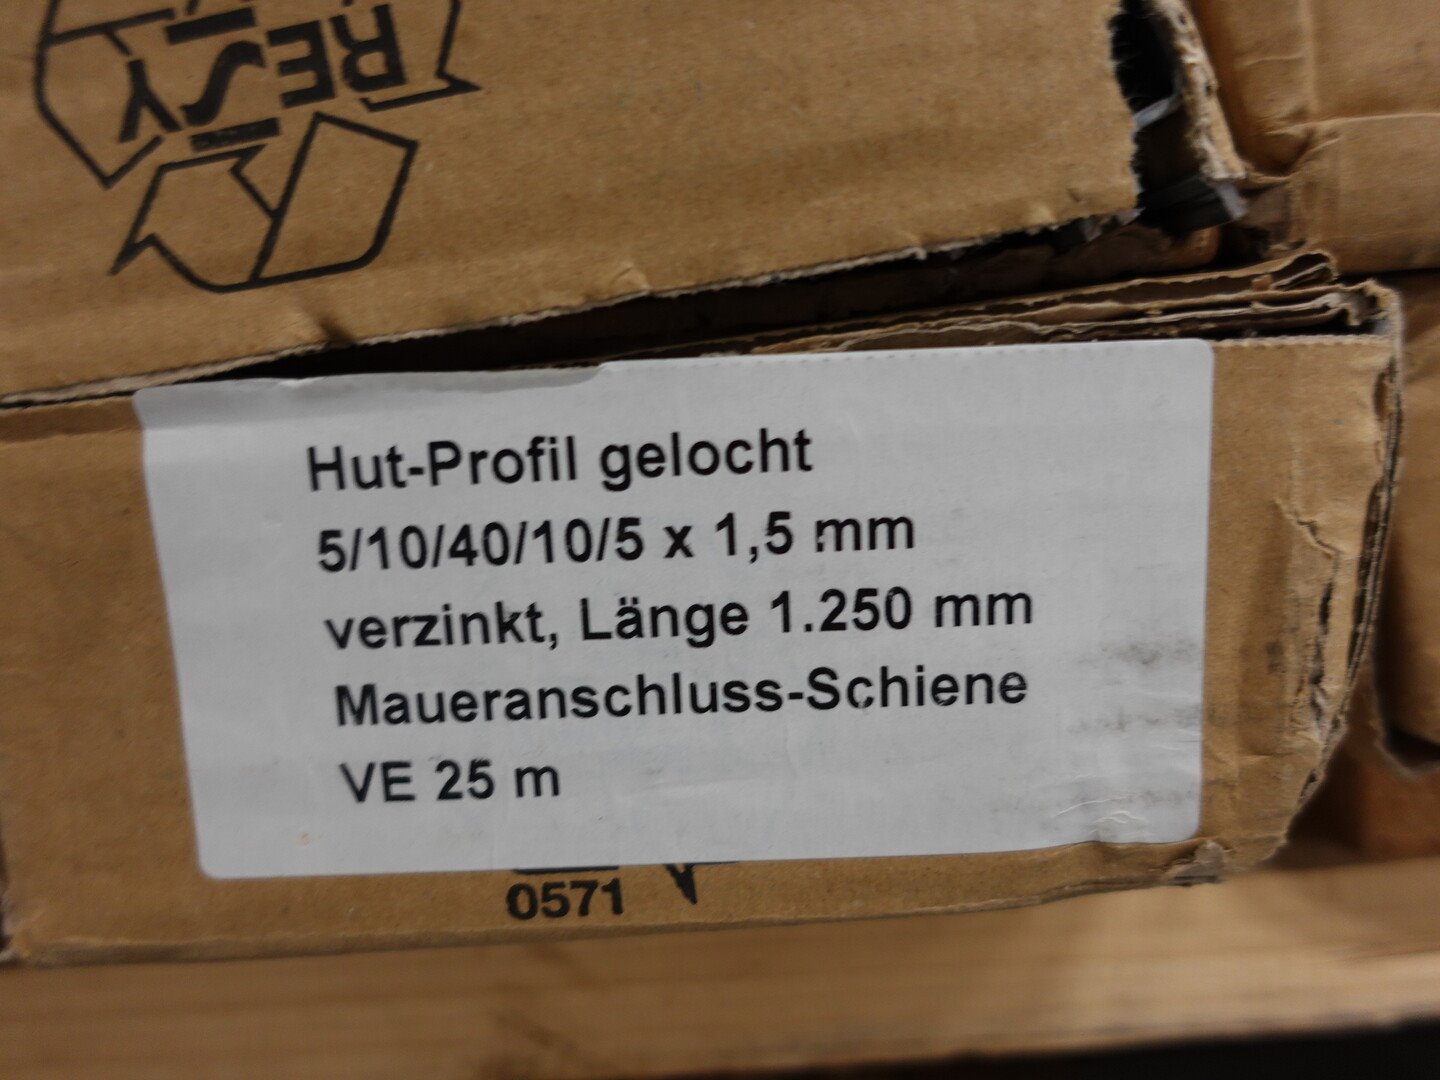 RESY
Hut-Profil gelocht
5/10/40/10/5 x 1,5 mm
verzinkt, Länge 1.250 mm
Maueranschluss-Schiene
VE 25 m
0571